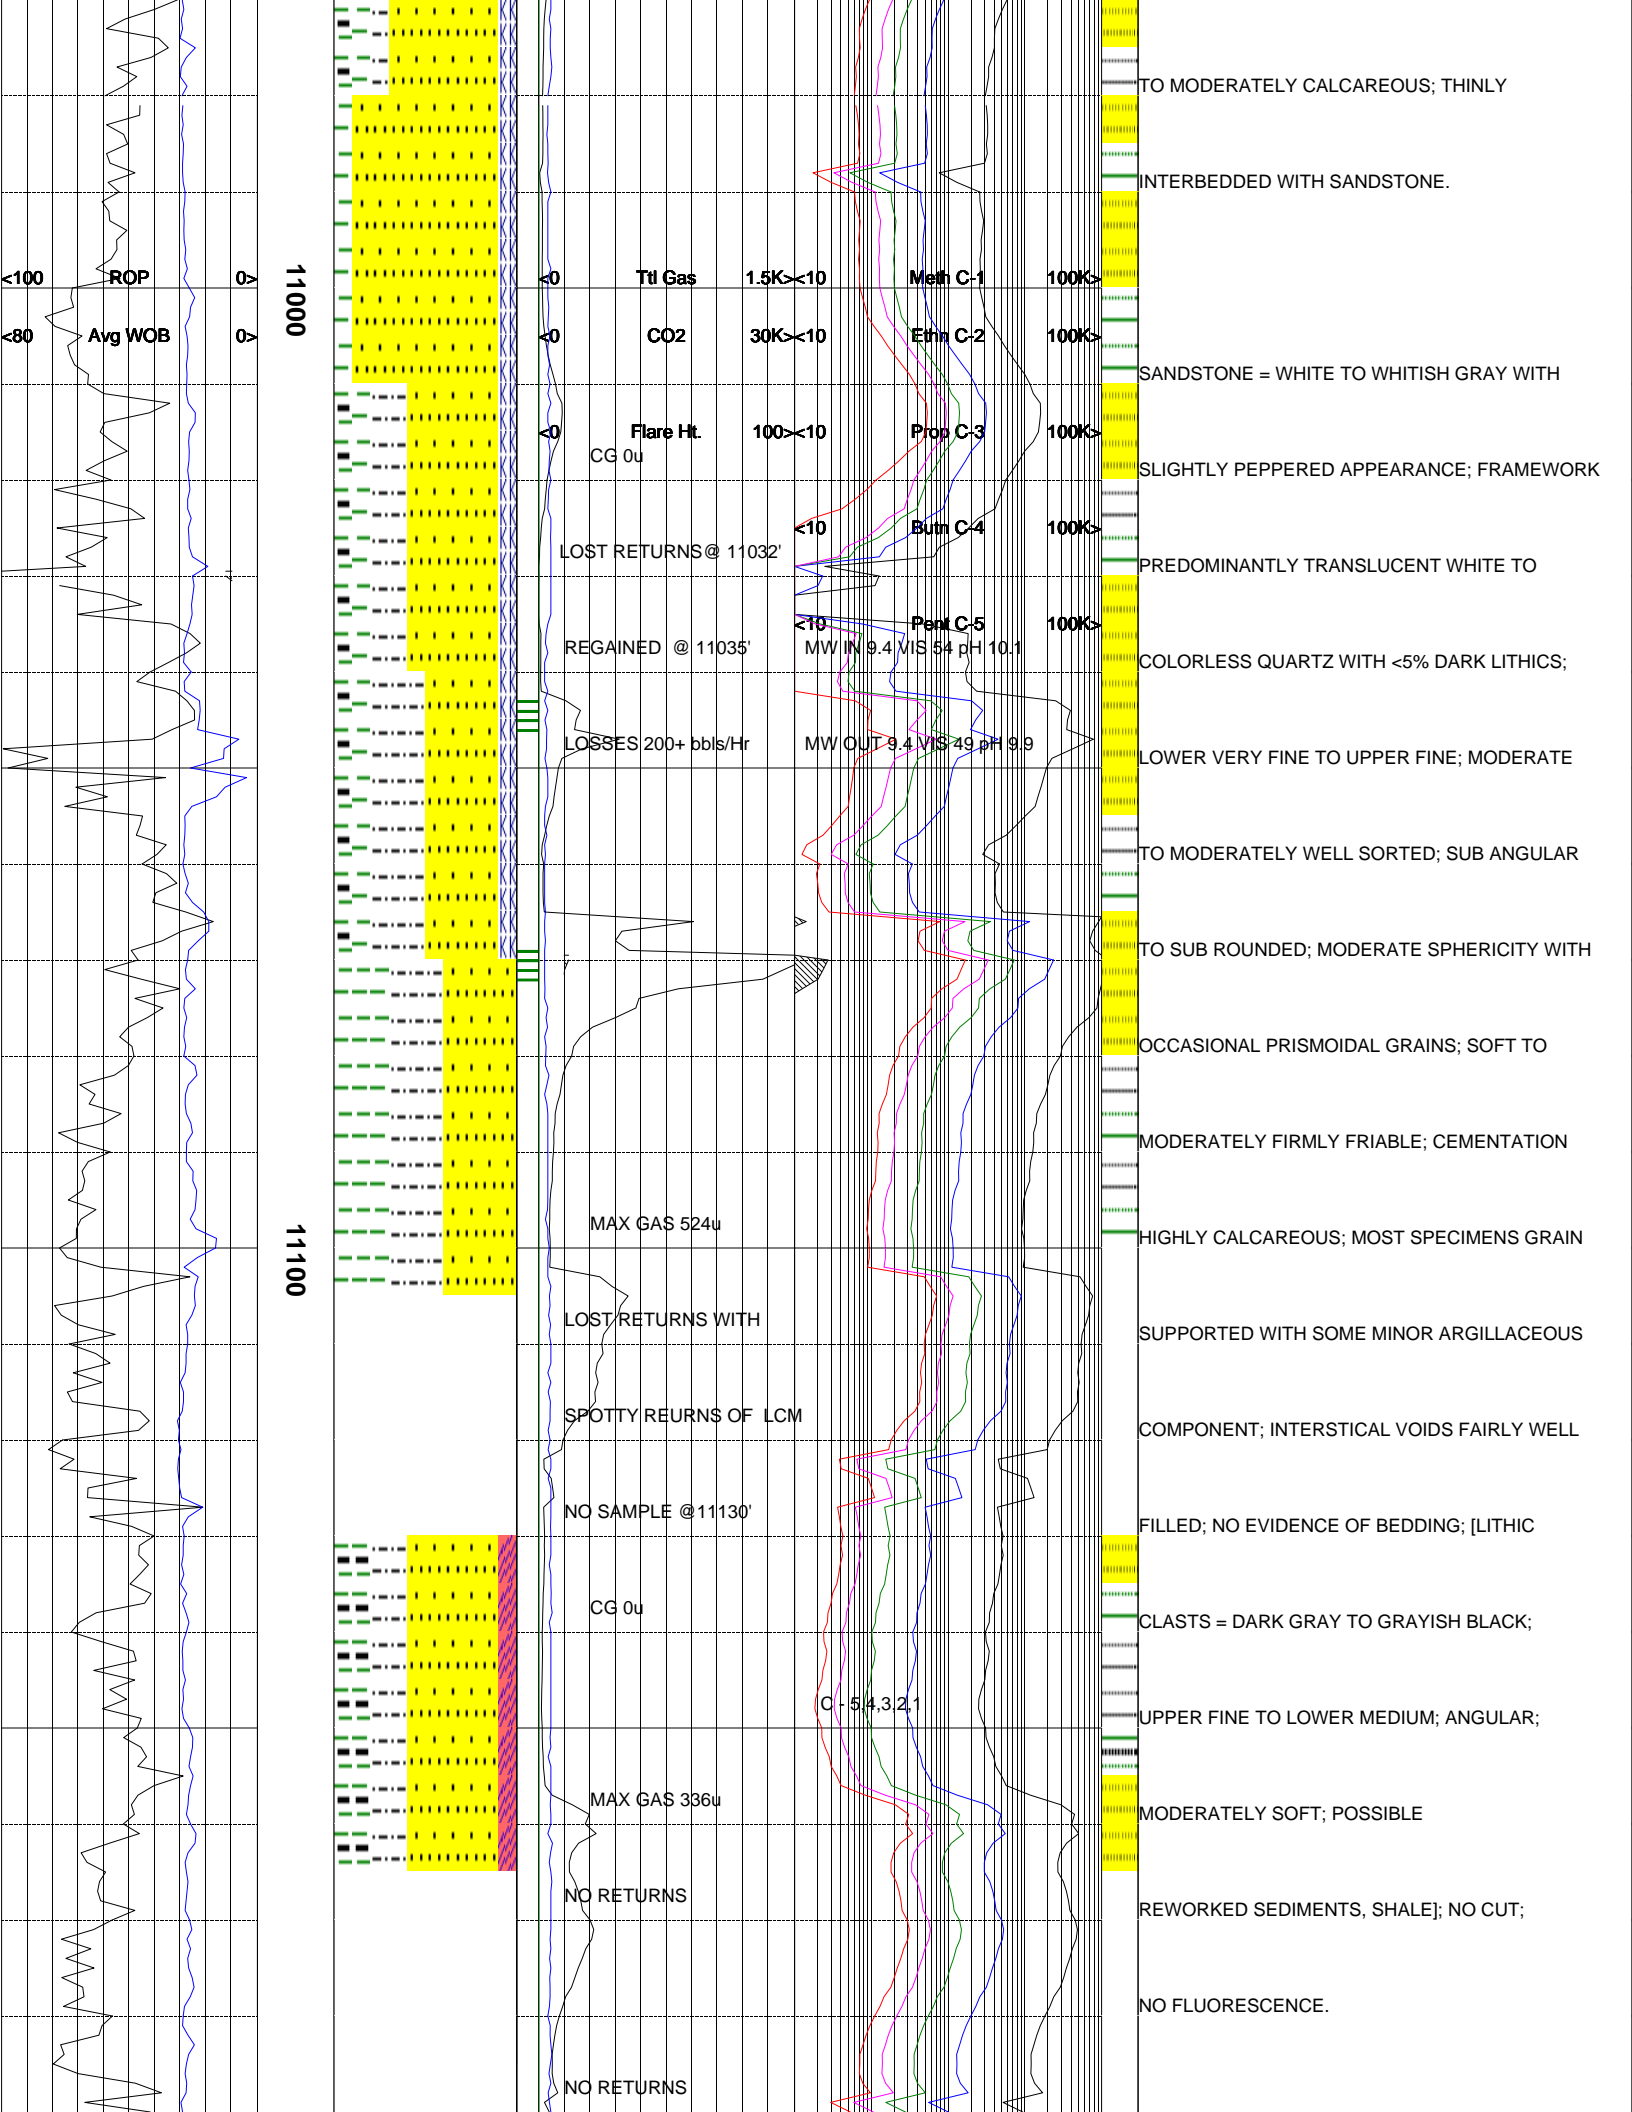 TO MODERATELY CALCAREOUS; THINLY
INTERBEDDED WITH SANDSTONE.
<100 ROP 0>
11000
<0 Ttl Gas 1.5K>
<10 Meth C-1 100K>
<80 Avg WOB 0>
<0 CO2 30K>
<10 Ethn C-2 100K>
SANDSTONE = WHITE TO WHITISH GRAY WITH
<0 Flare Ht. 100>
<10 Prop C-3 100K>
CG 0u
SLIGHTLY PEPPERED APPEARANCE; FRAMEWORK
<10 Butn C-4 100K>
LOST RETURNS@ 11032'
PREDOMINANTLY TRANSLUCENT WHITE TO
<10 Pent C-5 100K>
REGAINED @ 11035'
MW IN 9.4 VIS 54 pH 10.1
COLORLESS QUARTZ WITH <5% DARK LITHICS;
LOSSES 200+ bbls/Hr
MW OUT 9.4 VIS 49 pH 9.9
LOWER VERY FINE TO UPPER FINE; MODERATE
TO MODERATELY WELL SORTED; SUB ANGULAR
TO SUB ROUNDED; MODERATE SPHERICITY WITH
OCCASIONAL PRISMOIDAL GRAINS; SOFT TO
MODERATELY FIRMLY FRIABLE; CEMENTATION
MAX GAS 524u
HIGHLY CALCAREOUS; MOST SPECIMENS GRAIN
11100
LOST RETURNS WITH
SUPPORTED WITH SOME MINOR ARGILLACEOUS
SPOTTY REURNS OF LCM
COMPONENT; INTERSTICAL VOIDS FAIRLY WELL
NO SAMPLE @11130'
FILLED; NO EVIDENCE OF BEDDING; [LITHIC
CG 0u
CLASTS = DARK GRAY TO GRAYISH BLACK;
C - 5,4,3,2,1
UPPER FINE TO LOWER MEDIUM; ANGULAR;
MAX GAS 336u
MODERATELY SOFT; POSSIBLE
NO RETURNS
REWORKED SEDIMENTS, SHALE]; NO CUT;
NO FLUORESCENCE.
NO RETURNS